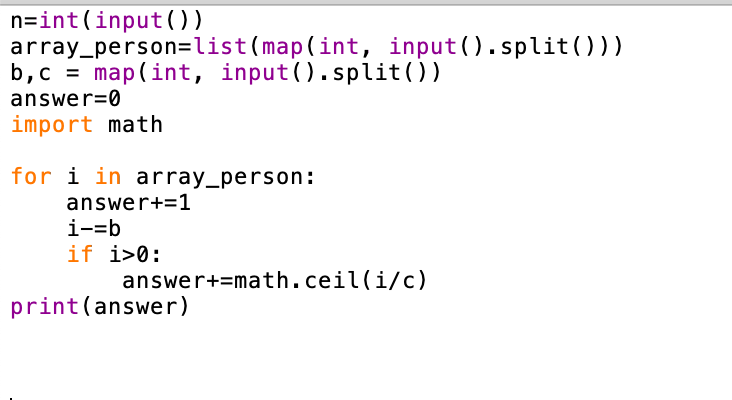 n=int(input())
array_person=list(map(int, input().split()))
b,c = map(int, input().split())
answer=0
import math

for i in array_person:
    answer+=1
    i-=b
    if i>0:
        answer+=math.ceil(i/c)
print(answer)